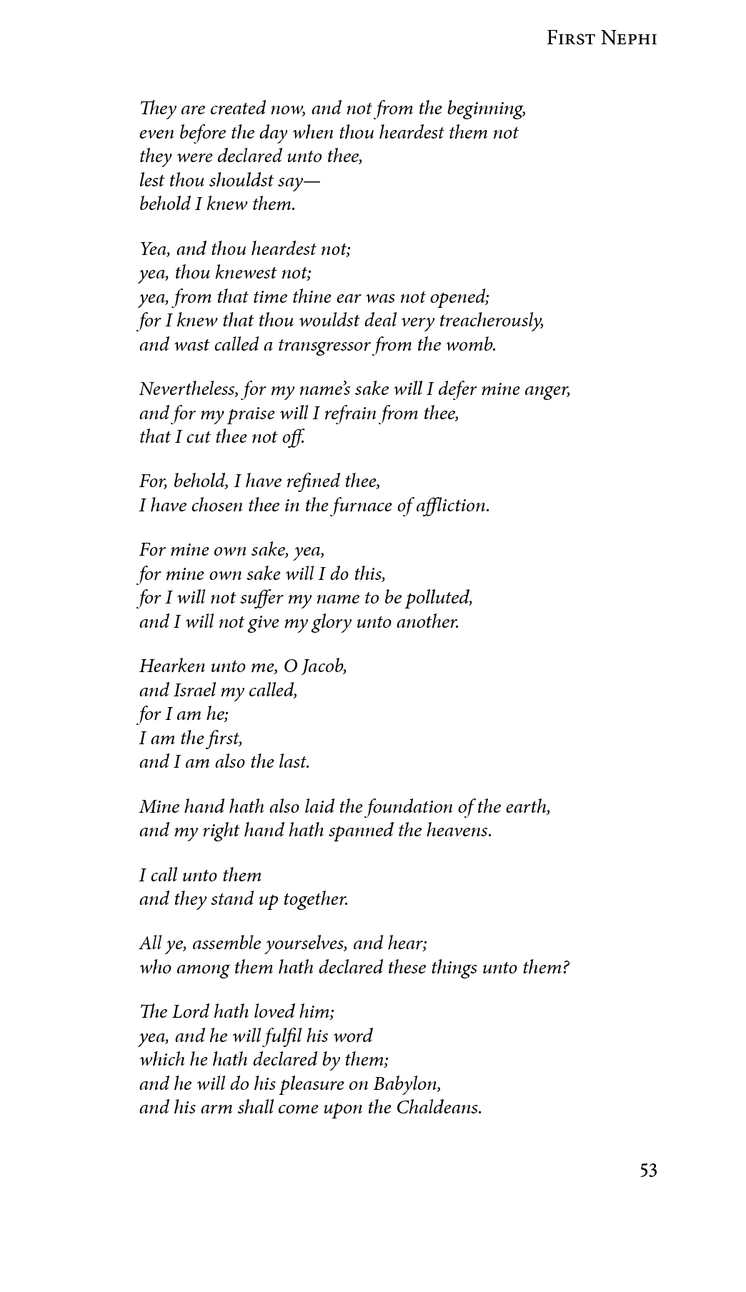 First Nephi
They are created now, and not from the beginning,
even before the day when thou heardest them not
they were declared unto thee,
lest thou shouldst say—
behold I knew them.
Yea, and thou heardest not;
yea, thou knewest not;
yea, from that time thine ear was not opened;
for I knew that thou wouldst deal very treacherously,
and wast called a transgressor from the womb.
Nevertheless, for my name’s sake will I defer mine anger,
and for my praise will I refrain from thee,
that I cut thee not off.
For, behold, I have refined thee,
I have chosen thee in the furnace of affliction.
For mine own sake, yea,
for mine own sake will I do this,
for I will not suffer my name to be polluted,
and I will not give my glory unto another.
Hearken unto me, O Jacob,
and Israel my called,
for I am he;
I am the first,
and I am also the last.
Mine hand hath also laid the foundation of the earth,
and my right hand hath spanned the heavens.
I call unto them
and they stand up together.
All ye, assemble yourselves, and hear;
who among them hath declared these things unto them?
The Lord hath loved him;
yea, and he will fulfil his word
which he hath declared by them;
and he will do his pleasure on Babylon,
and his arm shall come upon the Chaldeans.
53